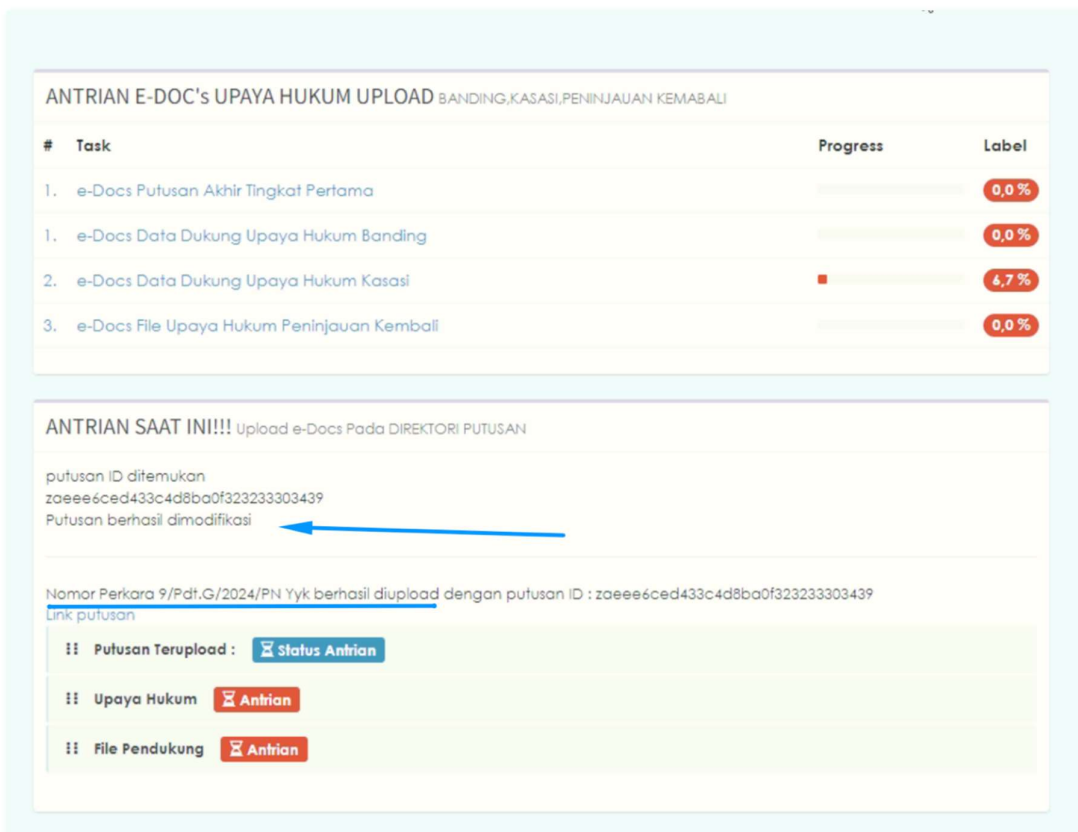 ANTRIAN E-DOC's UPAYA HUKUM UPLOAD BANDING,KASASI,PENINJAUAN KEMABALI
# Task Progress Label
1. e-Docs Putusan Akhir Tingkat Pertama 0,0 %
1. e-Docs Data Dukung Upaya Hukum Banding 0,0 %
2. e-Docs Data Dukung Upaya Hukum Kasasi 6,7 %
3. e-Docs File Upaya Hukum Peninjauan Kembali 0,0 %
ANTRIAN SAAT INI!!! Upload e-Docs Pada DIREKTORI PUTUSAN
putusan ID ditemukan
zaeee6ced433c4d8ba0f323233303439
Putusan berhasil dimodifikasi
Nomor Perkara 9/Pdt.G/2024/PN Yyk berhasil diupload dengan putusan ID : zaeee6ced433c4d8ba0f323233303439
Link putusan
Putusan Terupload : Status Antrian
Upaya Hukum Antrian
File Pendukung Antrian